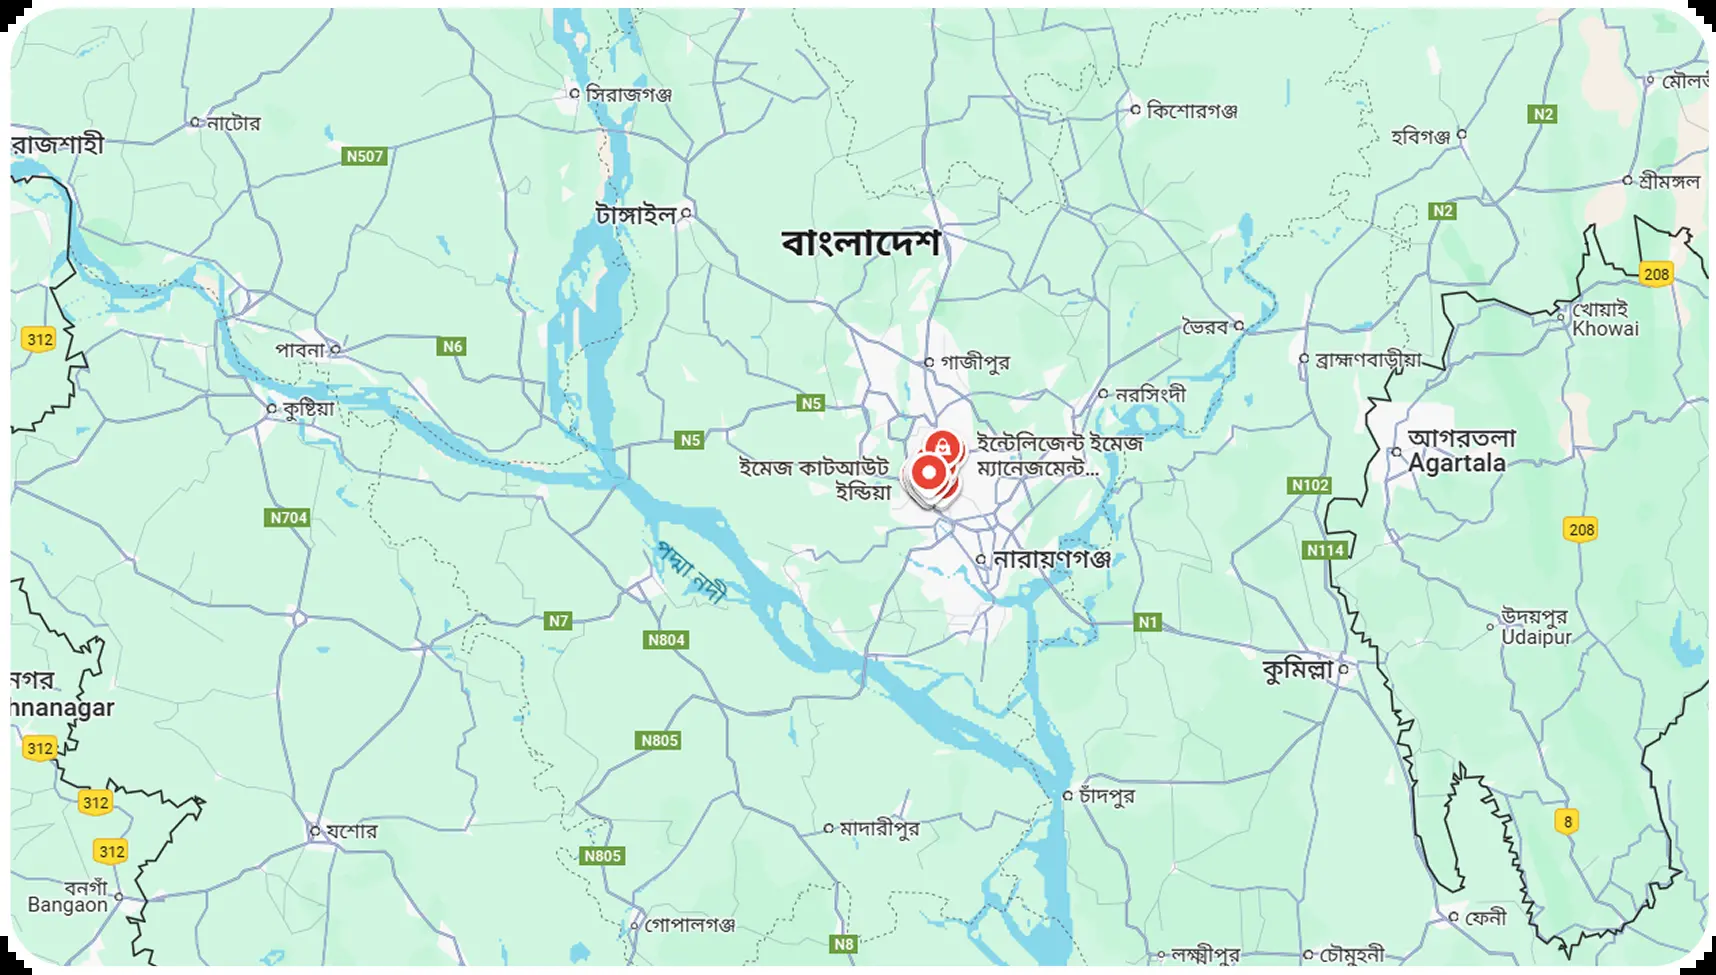 সিরাজগঞ্জ
নাটোর
কিশোরগঞ্জ
N2
হবিগঞ্জ
রাজশাহী
N507
শ্রীমঙ্গল
টাঙ্গাইল
N2
বাংলাদেশ
208
খোয়াই
Khowai
ভৈরব
312
পাবনা
N6
গাজীপুর
ব্রাহ্মণবাড়ীয়া
নরসিংদী
কুষ্টিয়া
N5
N5
আগরতলা
Agartala
ইন্টেলিজেন্ট ইমেজ
ম্যানেজমেন্ট...
ইমেজ কাটআউট
ইন্ডিয়া
N102
N704
208
N114
নারায়ণগঞ্জ
পদ্মা নদী
উদয়পুর
Udaipur
N7
N1
N804
কুমিল্লা
নগর
hnanagar
N805
312
312
চাঁদপুর
8
যশোর
মাদারীপুর
312
N805
বনগাঁ
Bangaon
গোপালগঞ্জ
ফেনী
N8
লক্ষ্মীপুর
চৌমুহনী